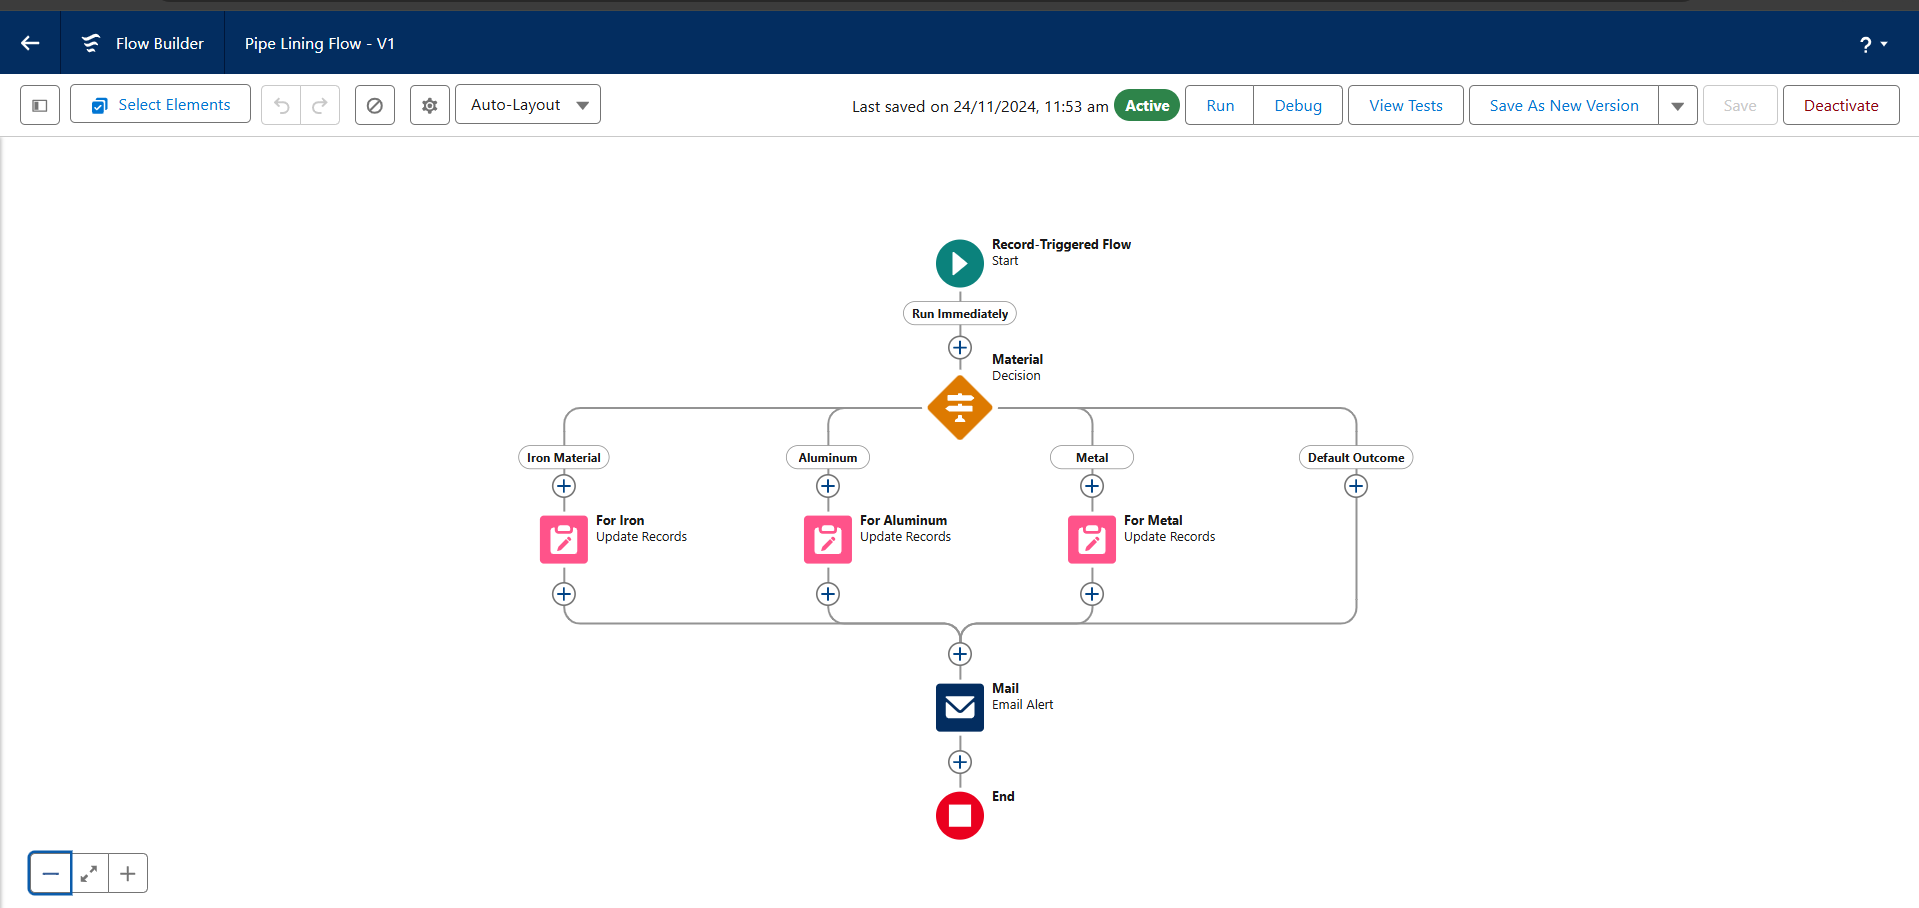 Flow Builder
Pipe Lining Flow - V1
?
Select Elements
Auto-Layout
Last saved on 24/11/2024, 11:53 am
Active
Run
Debug
View Tests
Save As New Version
Save
Deactivate
Record-Triggered Flow
Start
Run Immediately
Material
Decision
Iron Material
Aluminum
Metal
Default Outcome
For Iron
Update Records
For Aluminum
Update Records
For Metal
Update Records
Mail
Email Alert
End